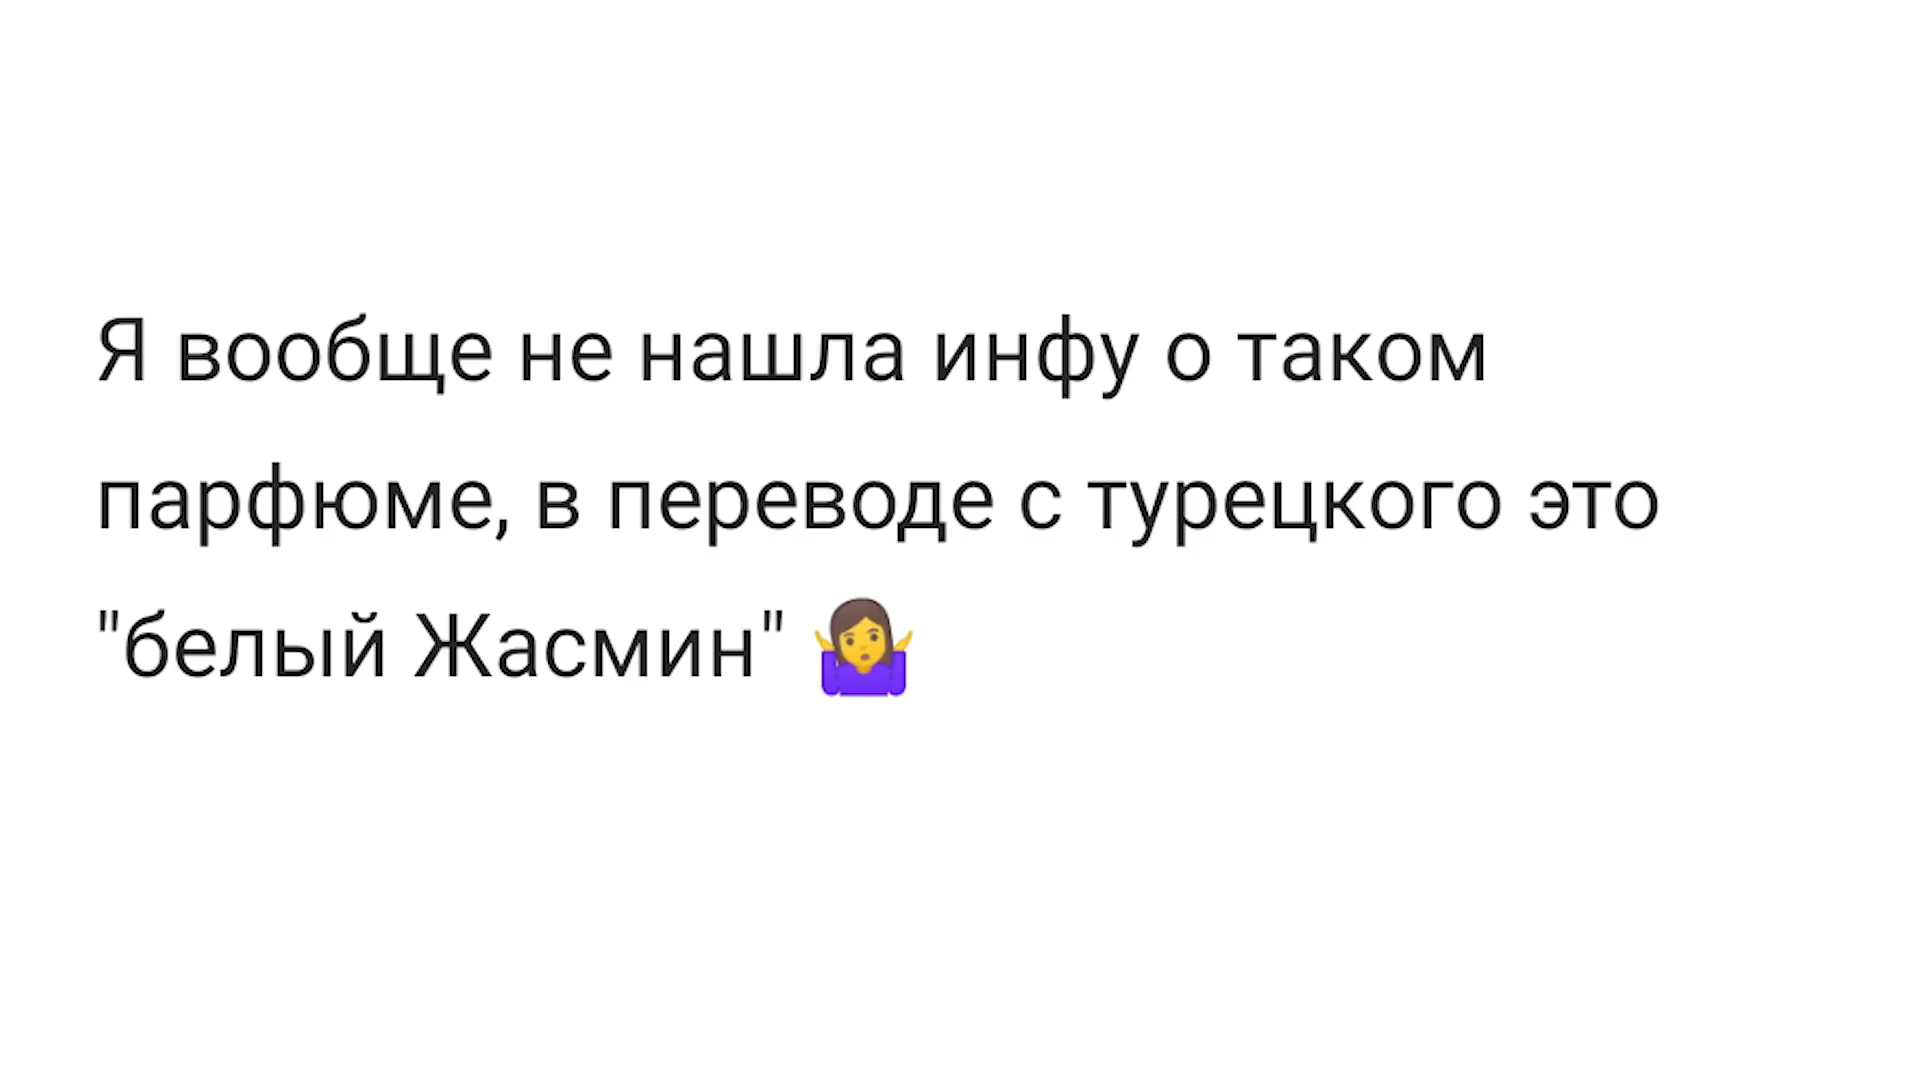 Я вообще не нашла инфу о таком
парфюме, в переводе с турецкого это
"белый Жасмин" 🤷‍♀️